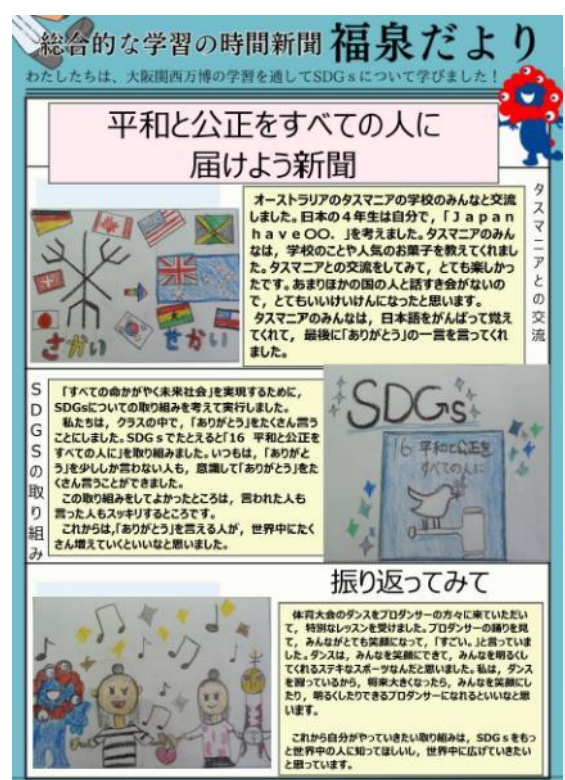 総合的な学習の時間新聞 福泉だより
わたしたちは、大阪関西万博の学習を通してSDGsについて学びました！
平和と公正をすべての人に
届けよう新聞
タスマニアとの交流
オーストラリアのタスマニアの学校のみんなと交流
しました。日本の4年生は自分で，「Japan
have〇〇．」を考えました。タスマニアのみん
なは，学校のことや人気のお菓子を教えてくれまし
た。タスマニアとの交流をしてみて，とても楽しかっ
たです。あまりほかの国の人と話すき会がないの
で，とてもいいけいけんになったと思います。
タスマニアのみんなは，日本語をがんばって覚え
てくれて，最後に「ありがとう」の一言を言ってくれ
ました。
さかい せかい
SDGsの取り組み
「すべての命かがやく未来社会」を実現するために，
SDGsについての取り組みを考えて実行しました。
私たちは，クラスの中で，「ありがとう」をたくさん言う
ことにしました。SDGsでたとえると「16 平和と公正を
すべての人に」を取り組みました。いつもは，「ありがと
う」を少ししか言わない人も，意識して「ありがとう」をた
くさん言うことができました。
この取り組みをしてよかったところは，言われた人も
言った人もスッキリするところです。
これからは，「ありがとう」を言える人が，世界中にたく
さん増えていくといいなと思いました。
SDGs
16 平和と公正を
すべての人に
振り返ってみて
体育大会のダンスをプロダンサーの方々に来ていただい
て，特別なレッスンを受けました。プロダンサーの踊りを見
て，みんながとても笑顔になって，「すごい。」と言っていま
した。ダンスは，みんなを笑顔にできて，みんなを明るくし
てくれるステキなスポーツなんだと思いました。私は，ダンス
を習っているから，将来大きくなったら，みんなを笑顔にし
たり，明るくしたりできるプロダンサーになれるといいなと思
います。
これから自分がやっていきたい取り組みは，SDGsをもっ
と世界中の人に知ってほしいし，世界中に広げていきたい
と思っています。